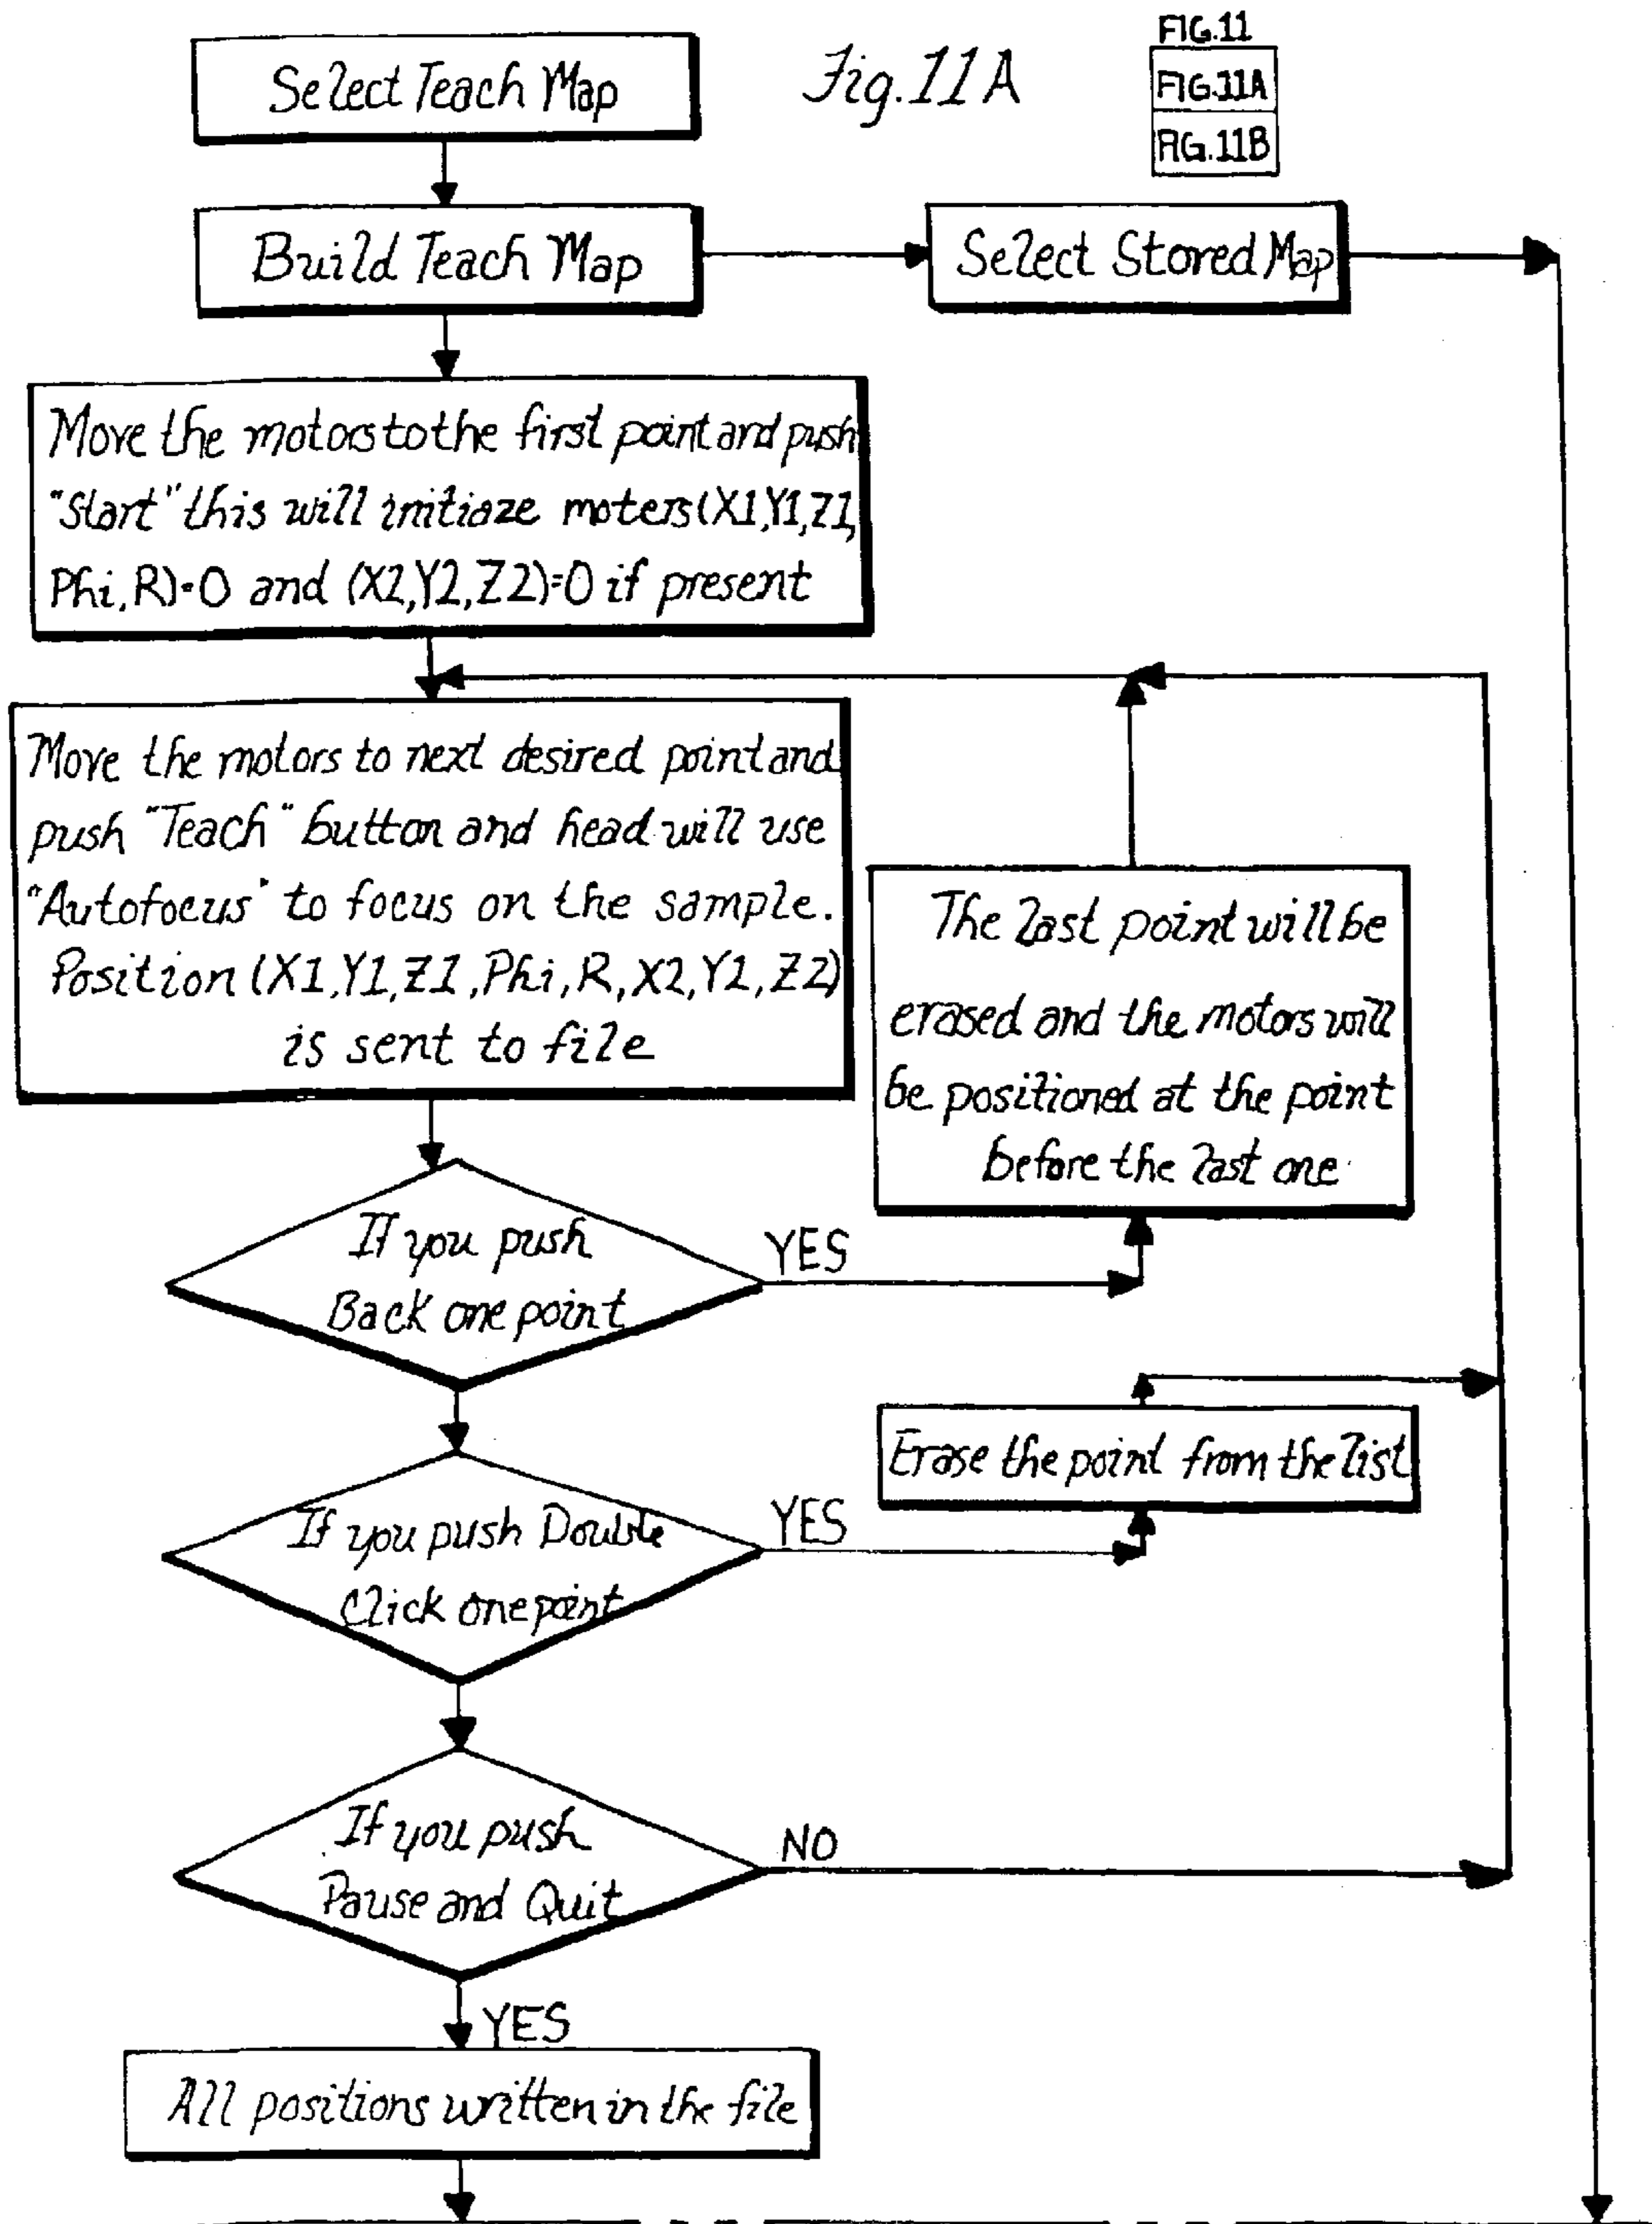 Fig.11A
FIG.11
FIG.11A
FIG.11B
Select Teach Map
Build Teach Map
Select Stored Map
Move the motors to the first point and push
"Start" this will initiaze moters (X1,Y1,Z1,
Phi, R)=0 and (X2,Y2,Z2)=0 if present
Move the motors to next desired point and
push "Teach" button and head will use
"Autofocus" to focus on the sample.
Position (X1,Y1,Z1,Phi,R,X2,Y2,Z2)
is sent to file
The last point will be
erased and the motors will
be positioned at the point
before the last one
If you push
Back one point
YES
Erase the point from the list
If you push Double
Click one point
YES
If you push
Pause and Quit
NO
YES
All positions written in the file